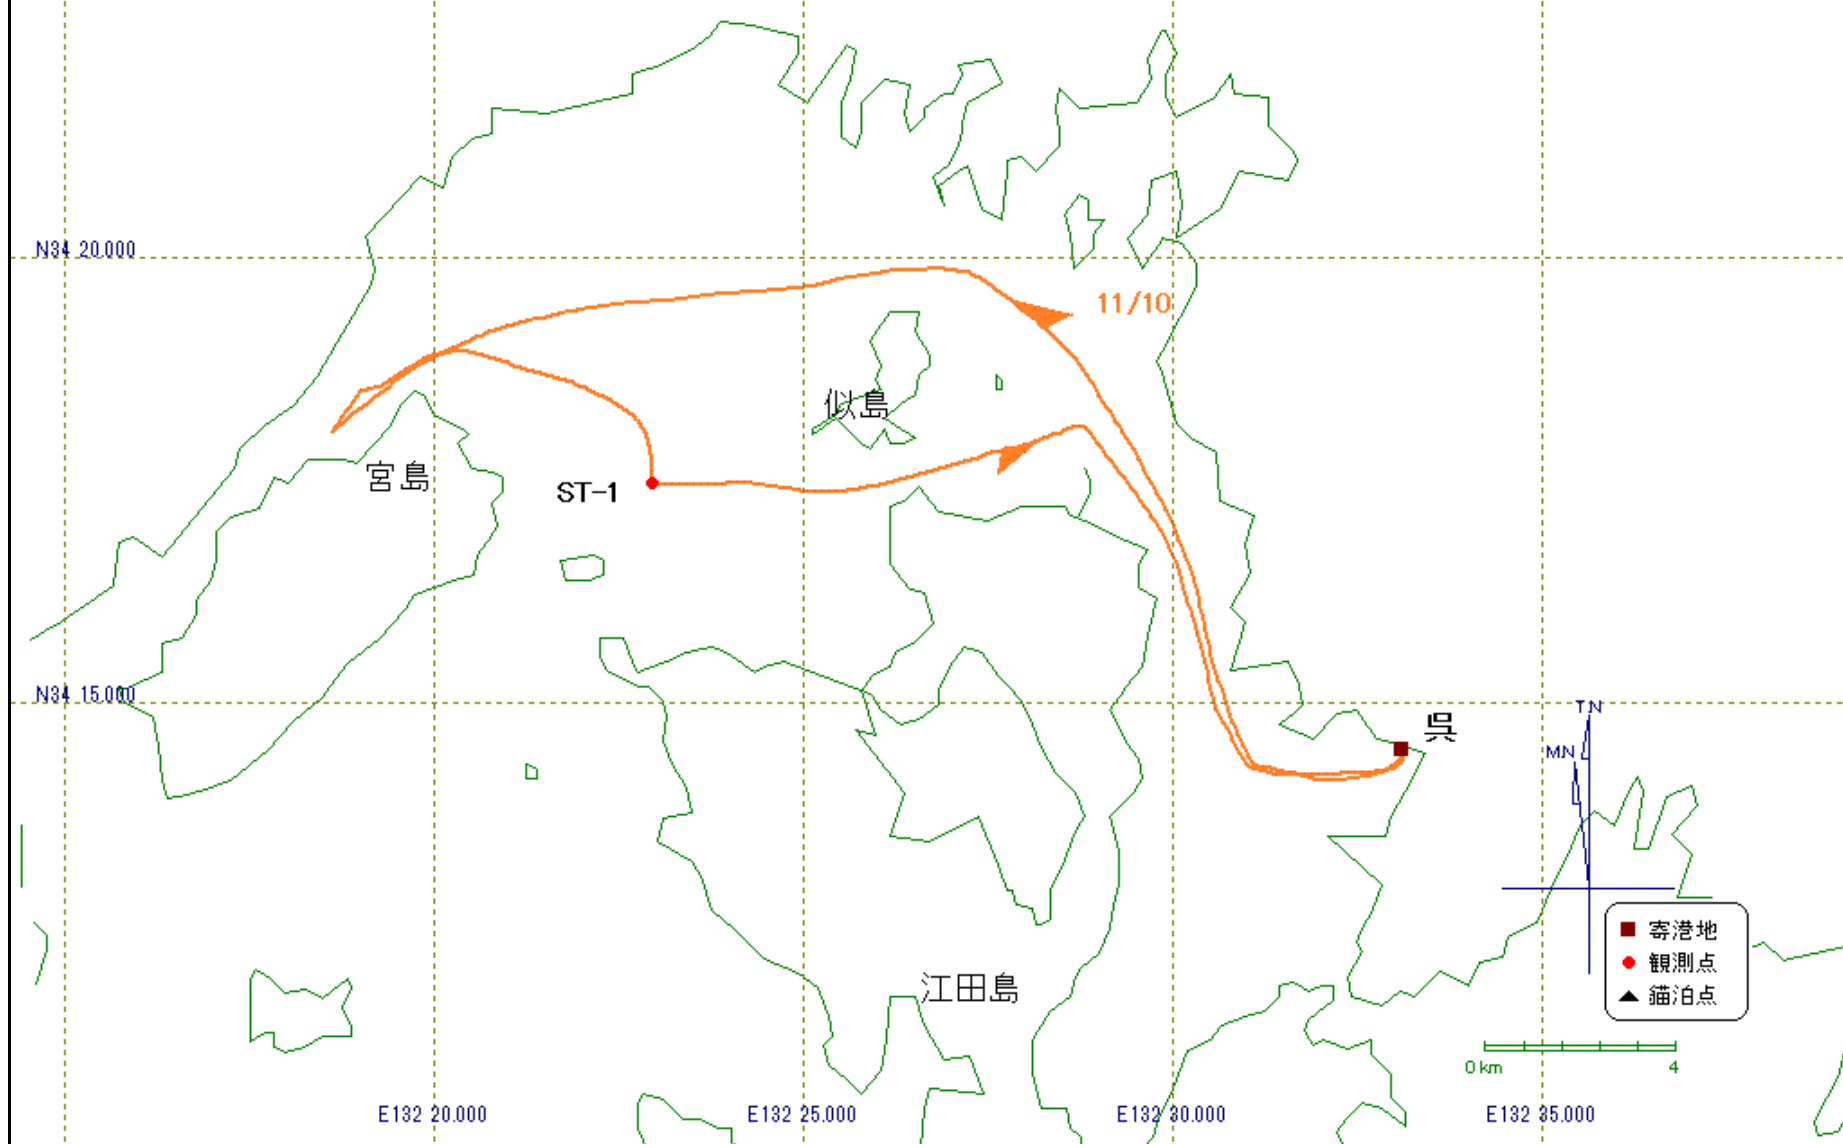 N34 20.000
11/10
似島
宮島
ST-1
N34 15.000
呉
TN
MN
寄港地
観測点
錨泊点
江田島
0 km 4
E132 20.000
E132 25.000
E132 30.000
E132 35.000